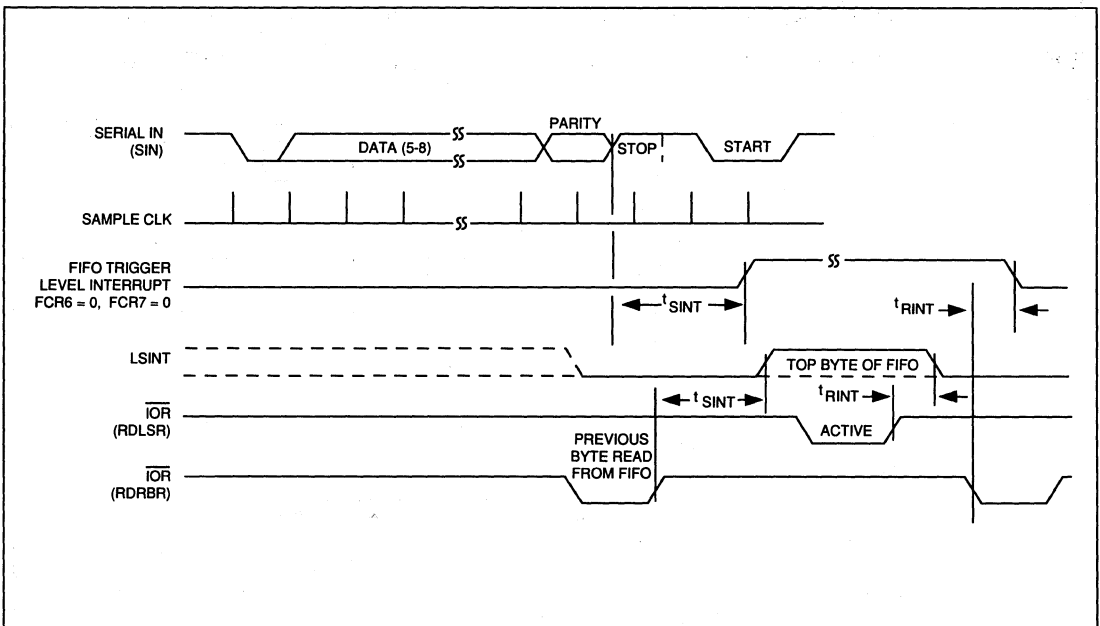 SERIAL IN
(SIN)
DATA (5-8)
PARITY
STOP
START
SAMPLE CLK
FIFO TRIGGER
LEVEL INTERRUPT
FCR6 = 0, FCR7 = 0
tSINT
tRINT
LSINT
TOP BYTE OF FIFO
tSINT
tRINT
IOR
(RDLSR)
ACTIVE
PREVIOUS
BYTE READ
FROM FIFO
IOR
(RDRBR)